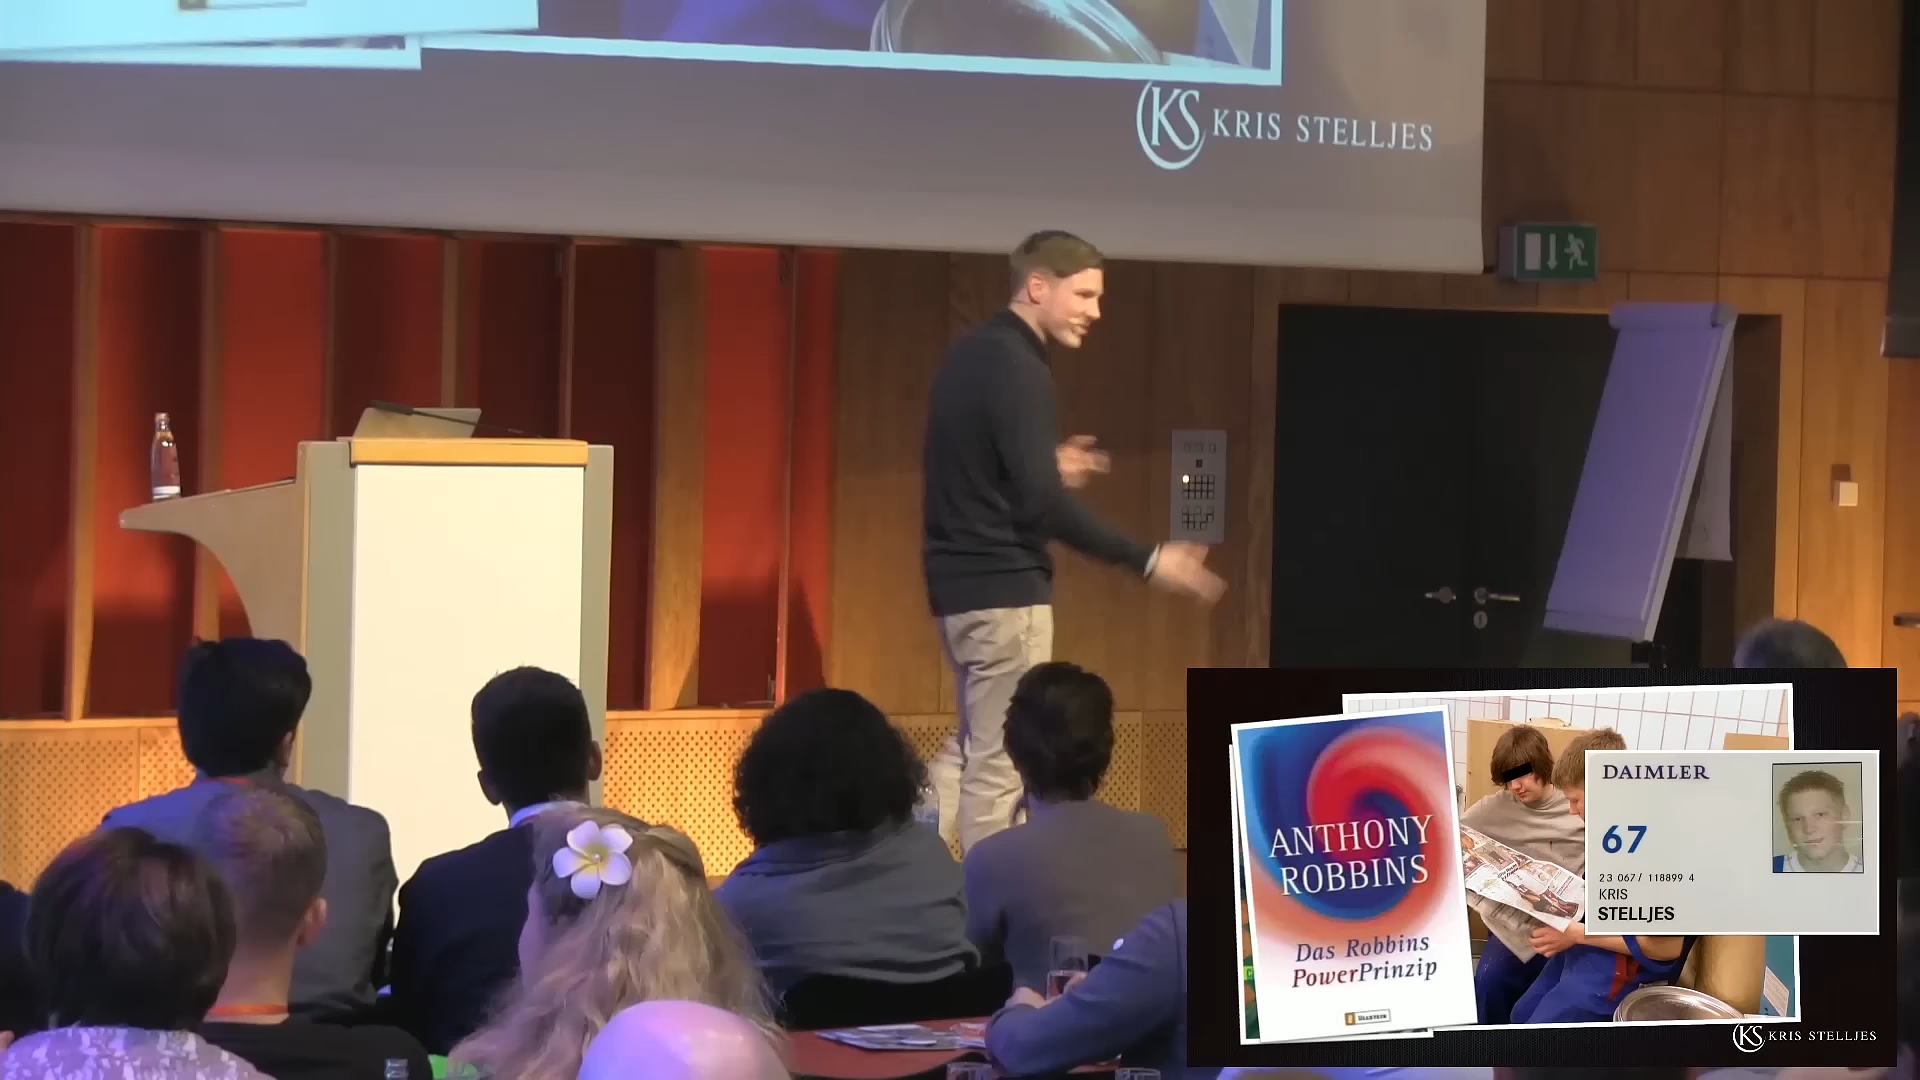 KS KRIS STELLJES
ANTHONY
ROBBINS
Das Robbins
PowerPrinzip
DAIMLER
67
23 067/ 118899 4
KRIS
STELLJES
KS KRIS STELLJES